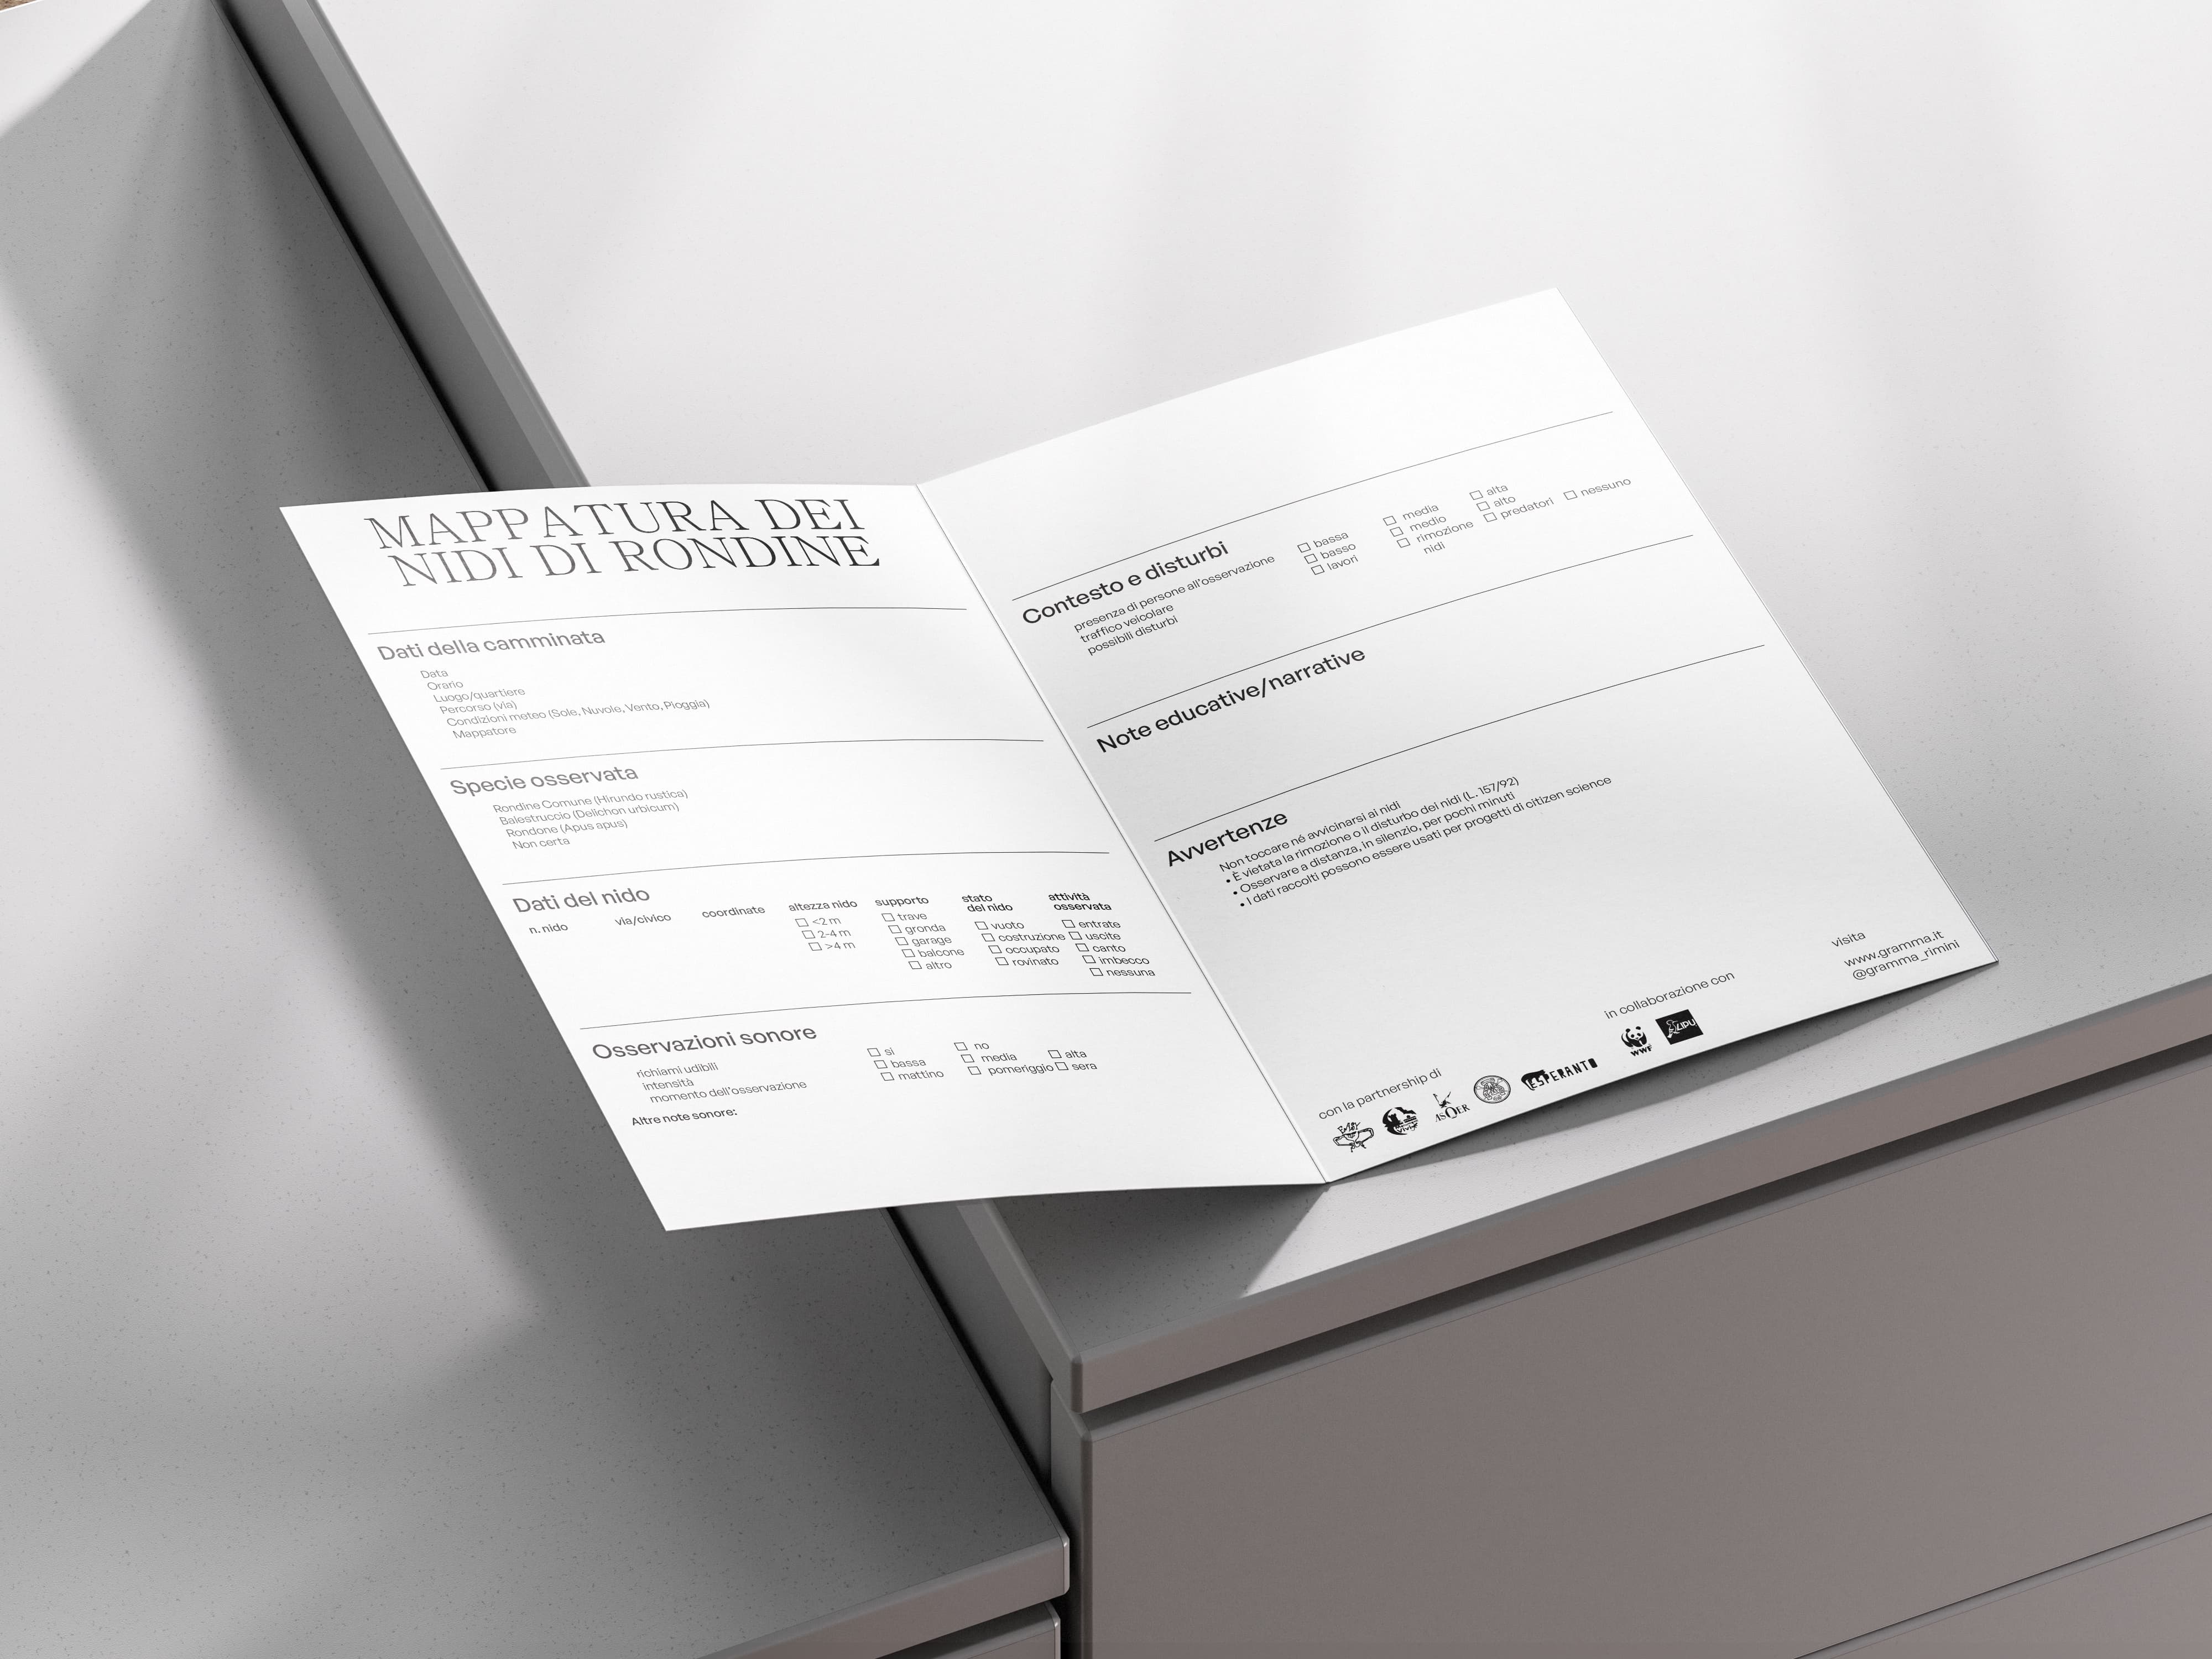 MAPPATURA DEI
NIDI DI RONDINE
Dati della camminata
Data
Orario
Luogo/quartiere
Percorso (via)
Condizioni meteo (Sole, Nuvole, Vento, Pioggia)
Mappatore
Specie osservata
Rondine Comune (Hirundo rustica)
Balestruccio (Delichon urbicum)
Rondone (Apus apus)
Non certa
Dati del nido
n. nido
via/civico
coordinate
altezza nido
<2 m
2-4 m
>4 m
supporto
trave
gronda
garage
balcone
altro
stato
del nido
vuoto
costruzione
occupato
rovinato
attività
osservata
entrate
uscite
canto
imbecco
nessuna
Osservazioni sonore
richiami udibili si no
intensità bassa media alta
momento dell'osservazione mattino pomeriggio sera
Altre note sonore:
Contesto e disturbi
presenza di persone all'osservazione bassa media alta
traffico veicolare basso medio alto
possibili disturbi lavori rimozione predatori nessuno
nidi
Note educative/narrative
Avvertenze
Non toccare né avvicinarsi ai nidi
• È vietata la rimozione o il disturbo dei nidi (L. 157/92)
• Osservare a distanza, in silenzio, per pochi minuti
• I dati raccolti possono essere usati per progetti di citizen science
con la partnership di
ASOER
ESPERANTO
in collaborazione con
WWF
LIPU
visita
www.gramma.it
@gramma_rimini